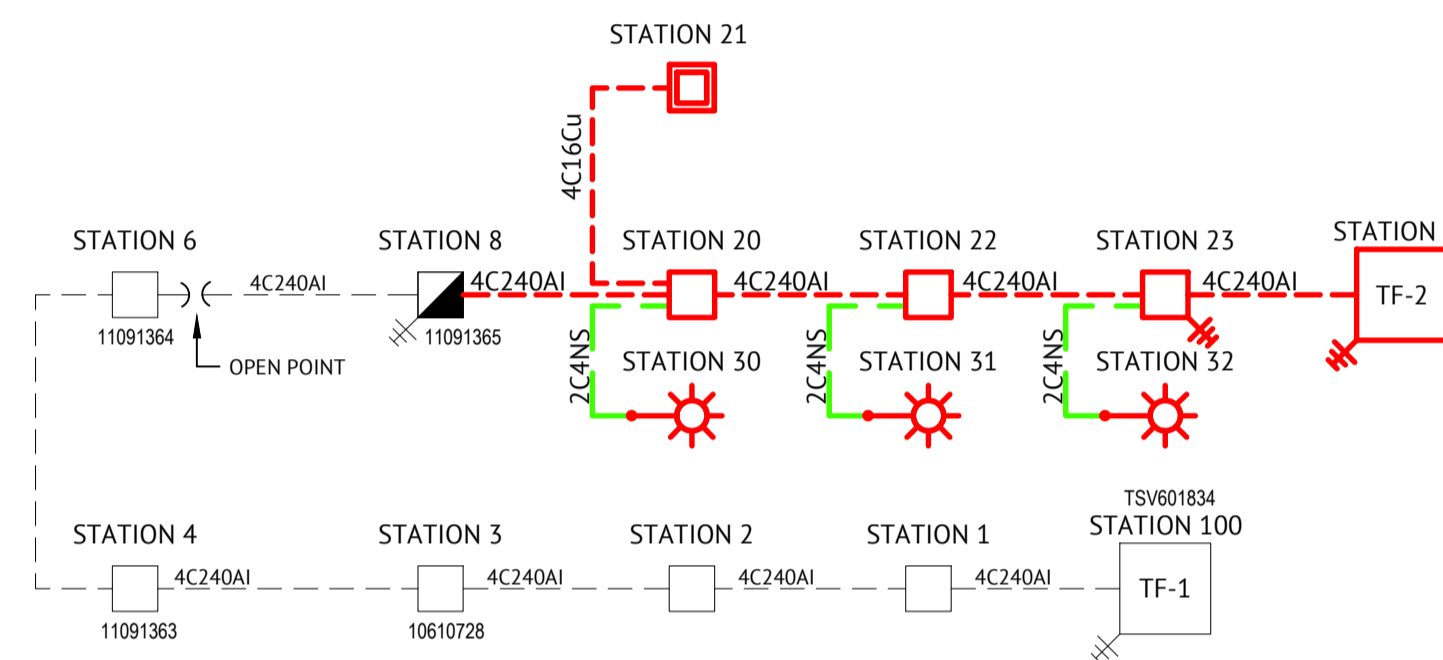 STATION 21
4C16Cu
STATION 6
STATION 8
STATION 20
STATION 22
STATION 23
STATION
4C240Al
4C240Al
4C240Al
4C240Al
4C240Al
TF-2
11091364
11091365
OPEN POINT
2C4NS
STATION 30
2C4NS
STATION 31
2C4NS
STATION 32
TSV601834
STATION 4
STATION 3
STATION 2
STATION 1
STATION 100
4C240Al
4C240Al
4C240Al
4C240Al
TF-1
11091363
10610728